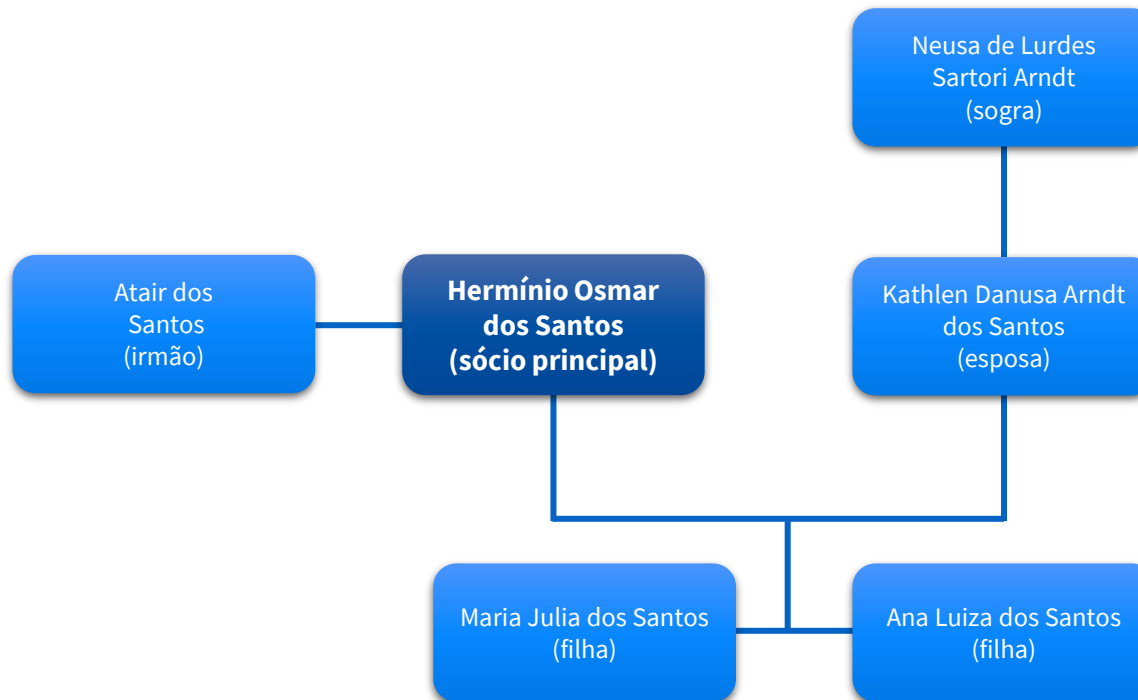 Neusa de Lurdes
Sartori Arndt
(sogra)
Atair dos
Santos
(irmão)
Hermínio Osmar
dos Santos
(sócio principal)
Kathlen Danusa Arndt
dos Santos
(esposa)
Maria Julia dos Santos
(filha)
Ana Luiza dos Santos
(filha)